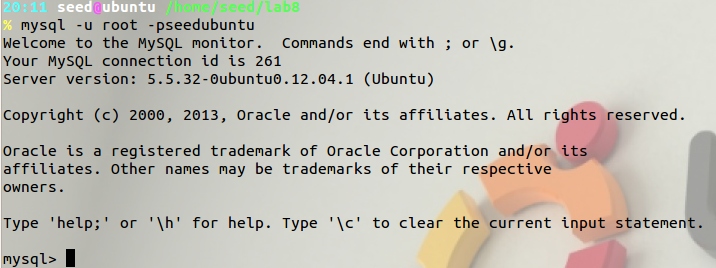 20:11 seed@ubuntu /home/seed/lab8
% mysql -u root -pseedubuntu
Welcome to the MySQL monitor.  Commands end with ; or \g.
Your MySQL connection id is 261
Server version: 5.5.32-0ubuntu0.12.04.1 (Ubuntu)

Copyright (c) 2000, 2013, Oracle and/or its affiliates. All rights reserved.

Oracle is a registered trademark of Oracle Corporation and/or its
affiliates. Other names may be trademarks of their respective
owners.

Type 'help;' or '\h' for help. Type '\c' to clear the current input statement.

mysql>